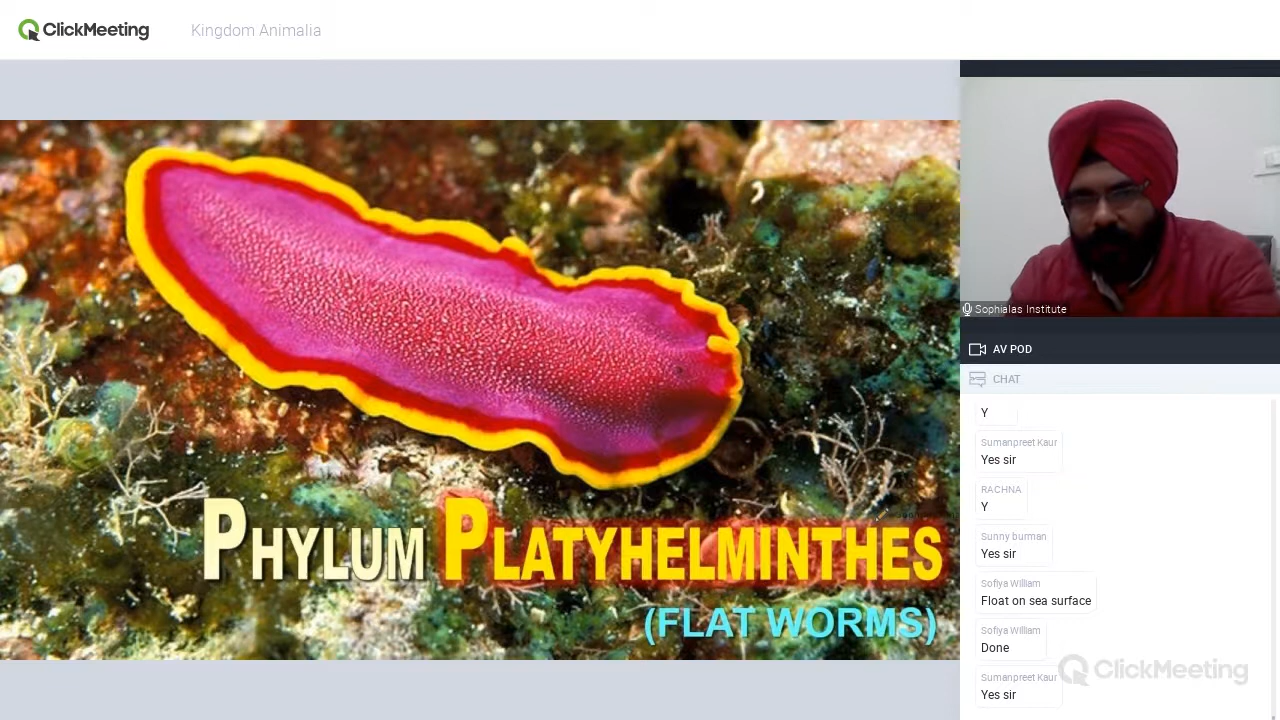 ClickMeeting
Kingdom Animalia
PHYLUM PLATYHELMINTHES
(FLAT WORMS)
Sophialas Institute
AV POD
CHAT
Y
Sumanpreet Kaur
Yes sir
RACHNA
Y
Sunny burman
Yes sir
Sofiya William
Float on sea surface
Sofiya William
Done
Sumanpreet Kaur
Yes sir
ClickMeeting